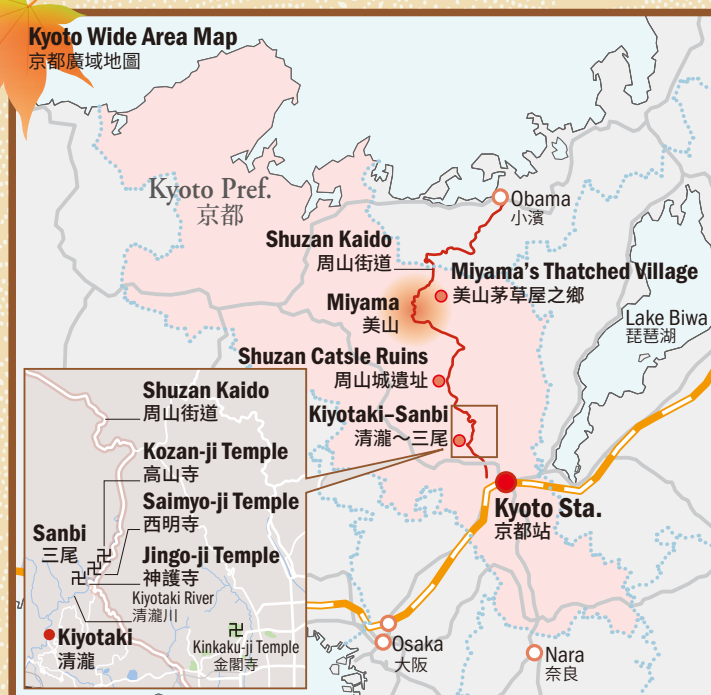 Kyoto Wide Area Map
京都廣域地圖
Kyoto Pref.
京都
Obama
小濱
Shuzan Kaido
周山街道
Miyama's Thatched Village
美山茅草屋之鄉
Miyama
美山
Lake Biwa
琵琶湖
Shuzan Catsle Ruins
周山城遺址
Kiyotaki–Sanbi
清瀧～三尾
Kyoto Sta.
京都站
Osaka
大阪
Nara
奈良
Shuzan Kaido
周山街道
Kozan-ji Temple
高山寺
Saimyo-ji Temple
西明寺
Sanbi
三尾
Jingo-ji Temple
神護寺
Kiyotaki River
清瀧川
Kiyotaki
清瀧
卍
卍
卍
卍
Kinkaku-ji Temple
金閣寺